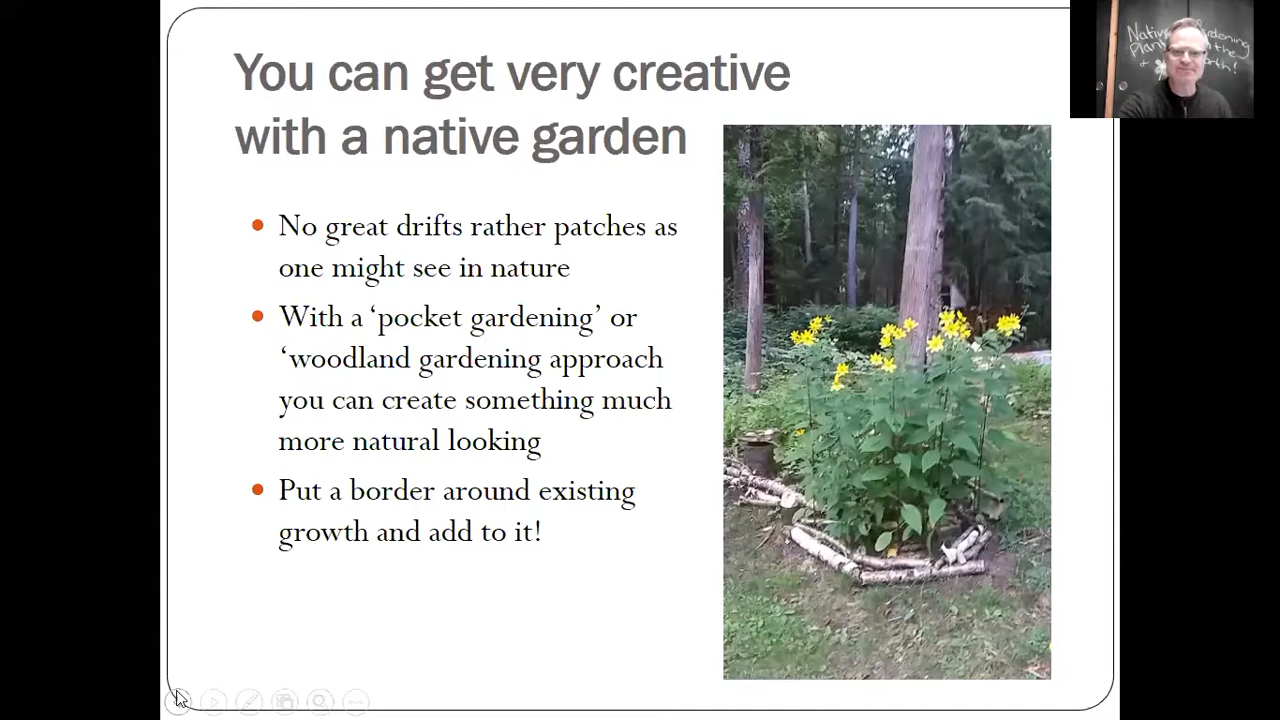 You can get very creative
with a native garden
No great drifts rather patches as
one might see in nature
With a ‘pocket gardening’ or
‘woodland gardening approach
you can create something much
more natural looking
Put a border around existing
growth and add to it!
the